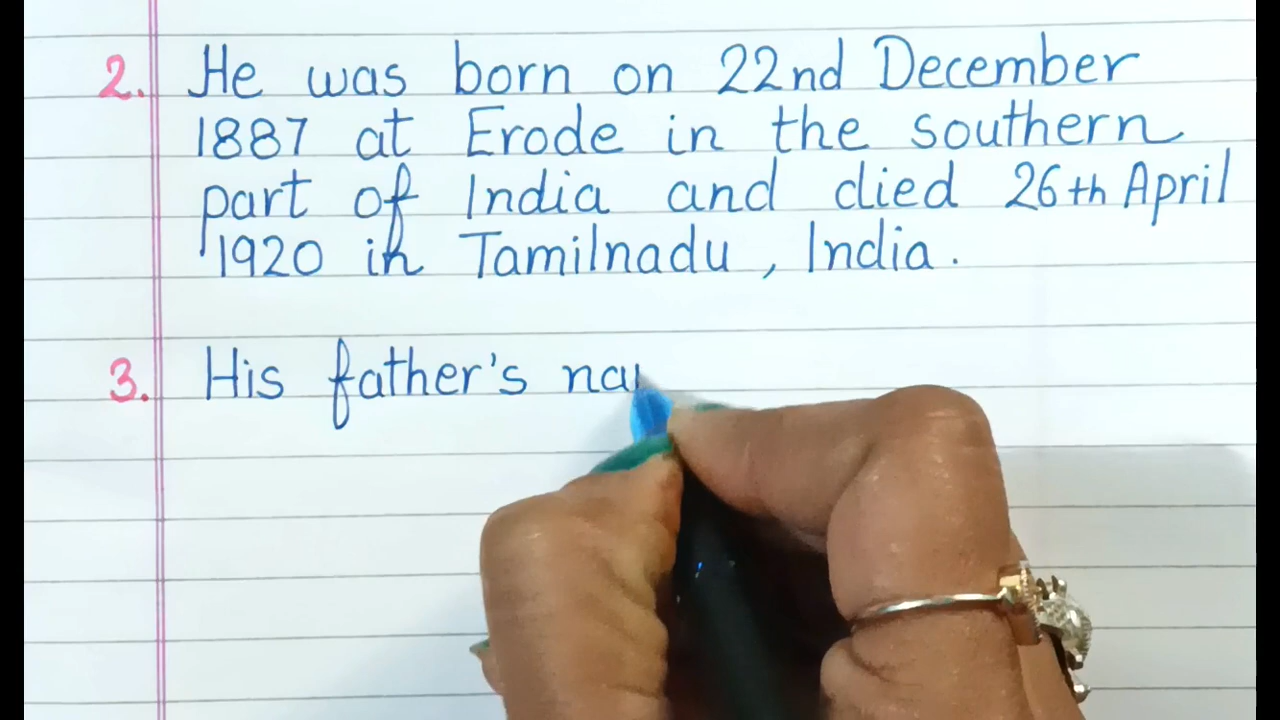 2. He was born on 22nd December
1887 at Erode in the southern
part of India and died 26th April
1920 in Tamilnadu, India.
3. His father's